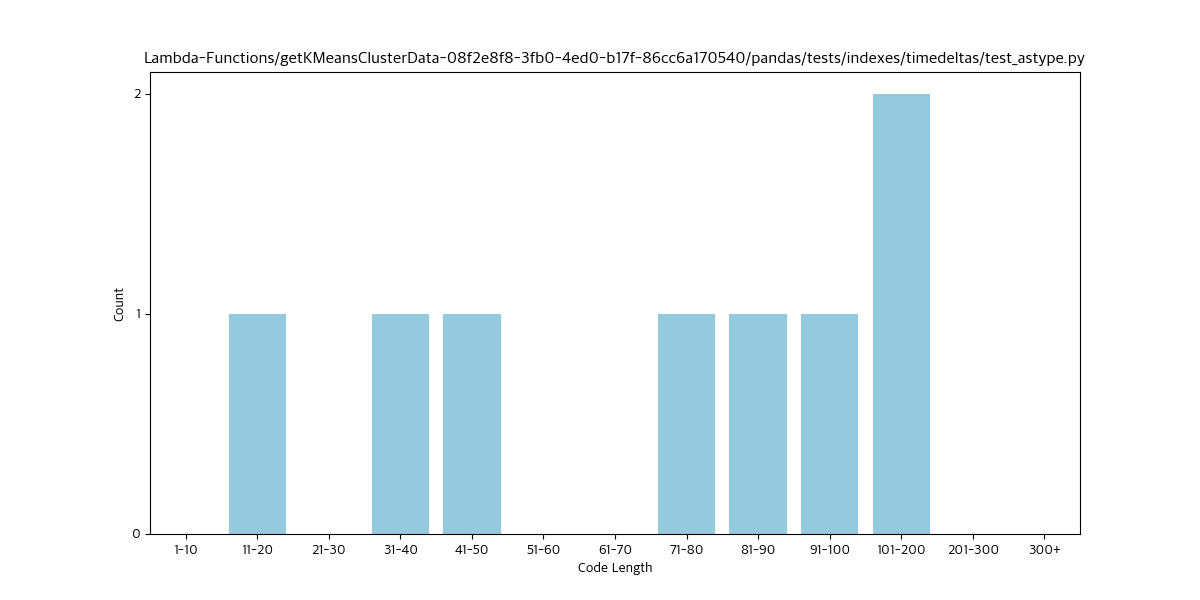 Lambda-Functions/getKMeansClusterData-08f2e8f8-3fb0-4ed0-b17f-86cc6a170540/pandas/tests/indexes/timedeltas/test_astype.py
2
1
0
Count
1-10 11-20 21-30 31-40 41-50 51-60 61-70 71-80 81-90 91-100 101-200 201-300 300+
Code Length